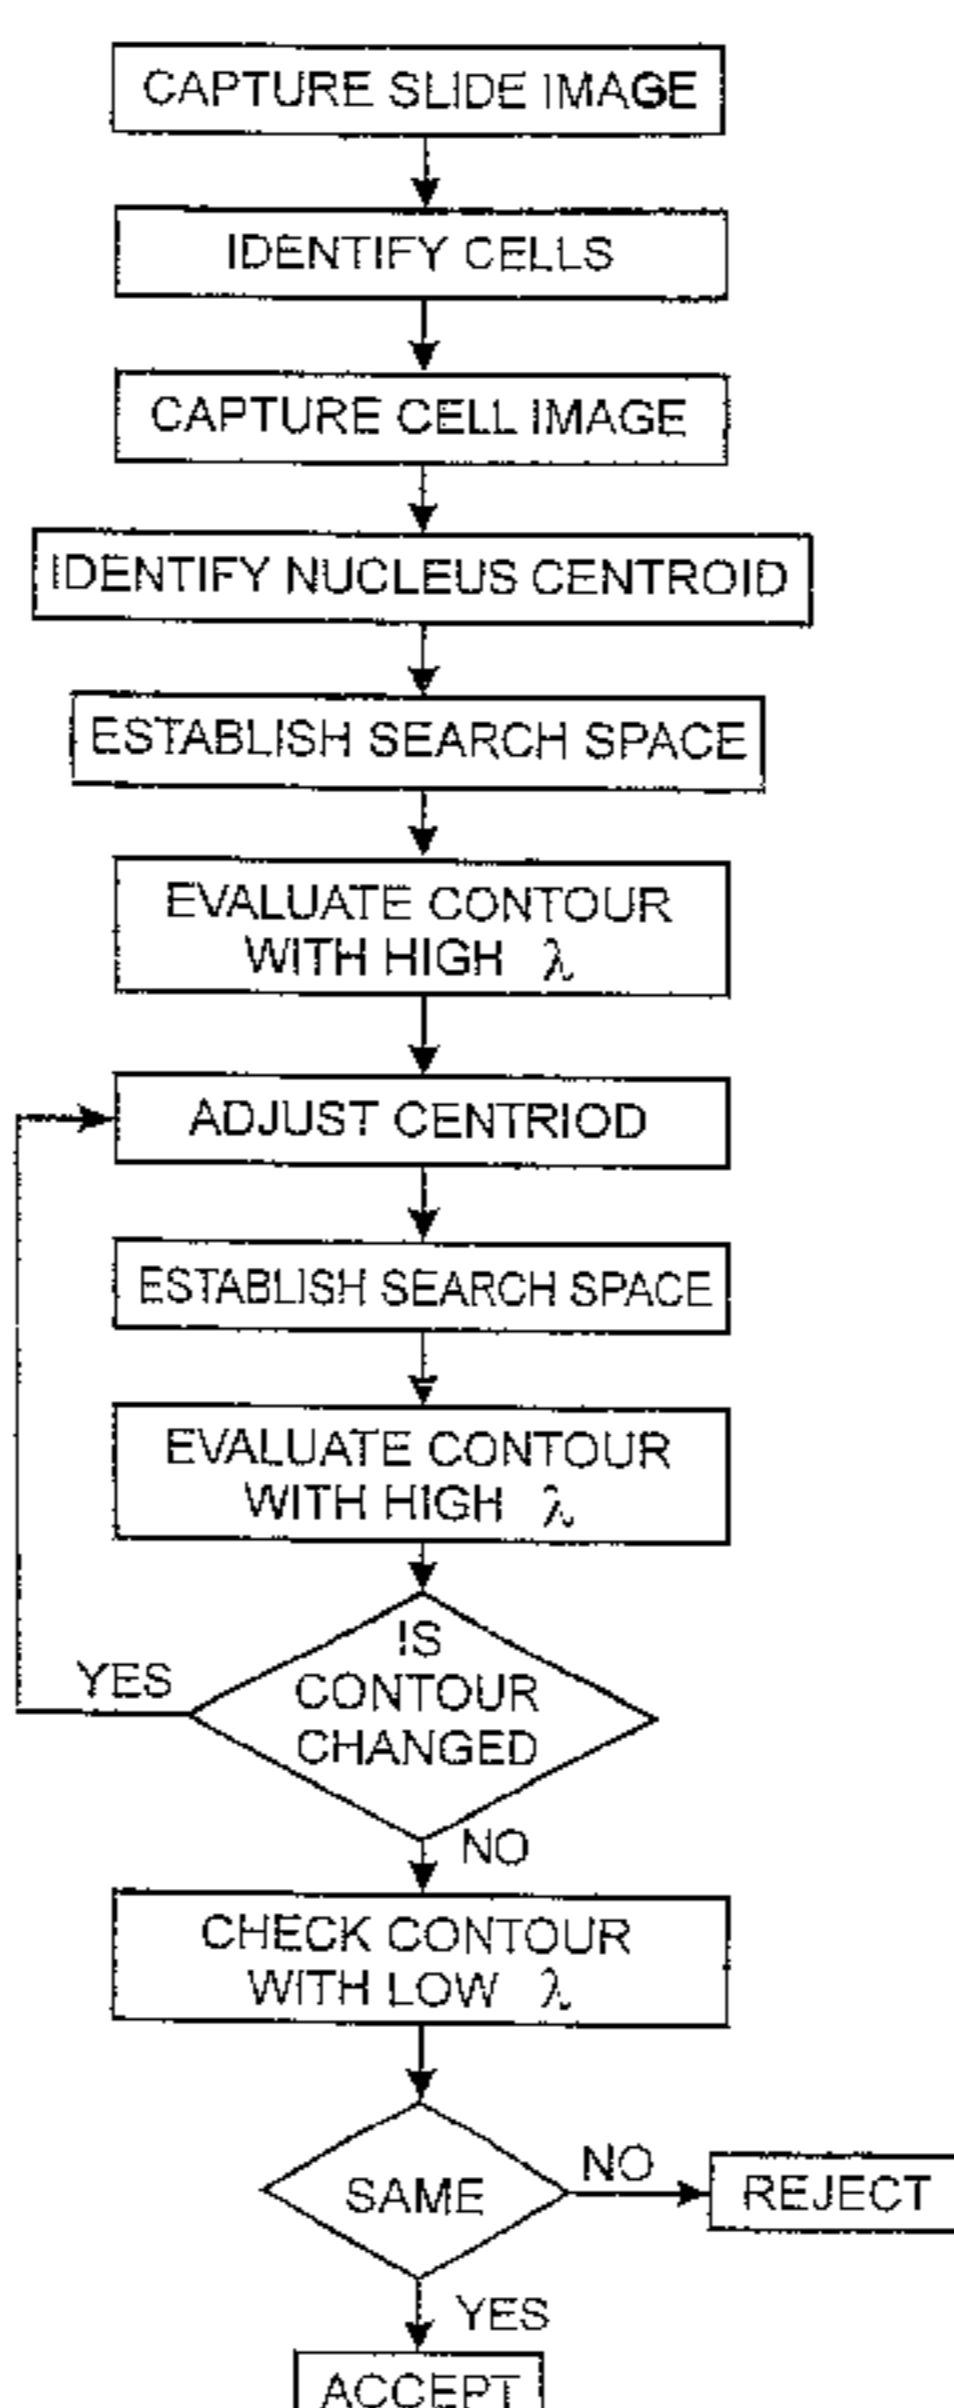 CAPTURE SLIDE IMAGE
IDENTIFY CELLS
CAPTURE CELL IMAGE
IDENTIFY NUCLEUS CENTROID
ESTABLISH SEARCH SPACE
EVALUATE CONTOUR
WITH HIGH λ
ADJUST CENTRIOD
ESTABLISH SEARCH SPACE
EVALUATE CONTOUR
WITH HIGH λ
IS
CONTOUR
CHANGED
YES
NO
CHECK CONTOUR
WITH LOW λ
SAME
NO
REJECT
YES
ACCEPT